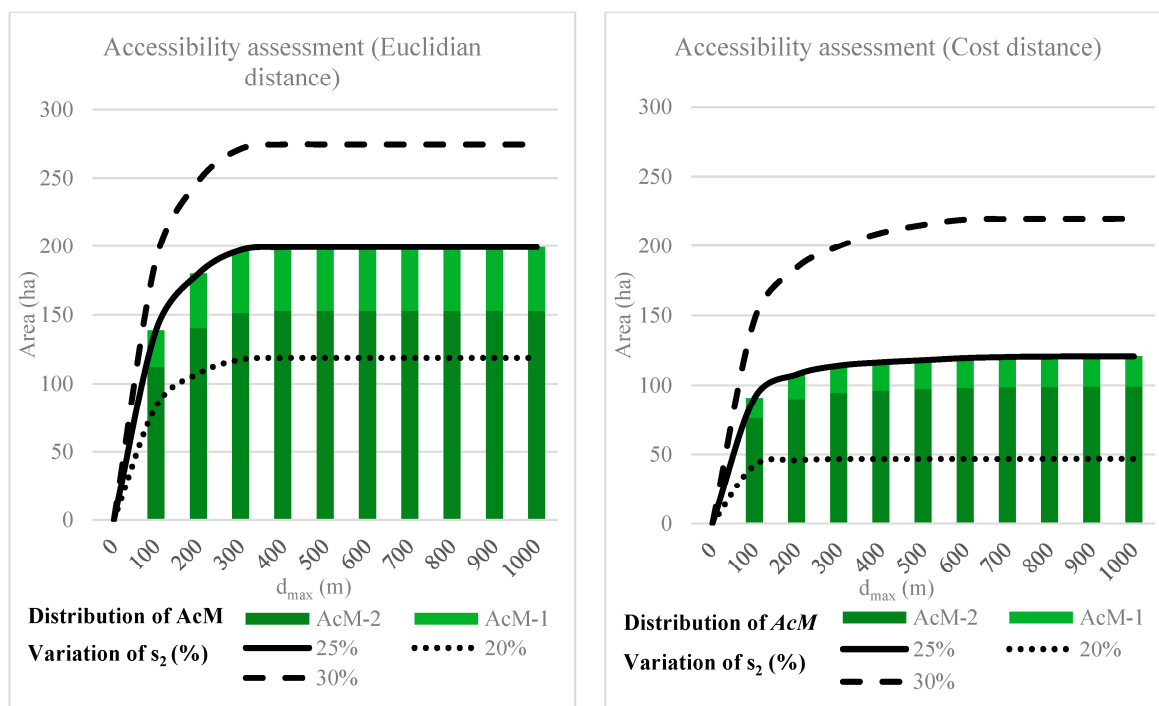 Accessibility assessment (Euclidian
distance)
300
250
200
150
100
50
0
Area (ha)
0 100 200 300 400 500 600 700 800 900 1000
dmax (m)
Distribution of AcM AcM-2 AcM-1
Variation of s2 (%) 25% 20%
30%
Accessibility assessment (Cost distance)
300
250
200
150
100
50
0
Area (ha)
0 100 200 300 400 500 600 700 800 900 1000
dmax (m)
Distribution of AcM AcM-2 AcM-1
Variation of s2 (%) 25% 20%
30%